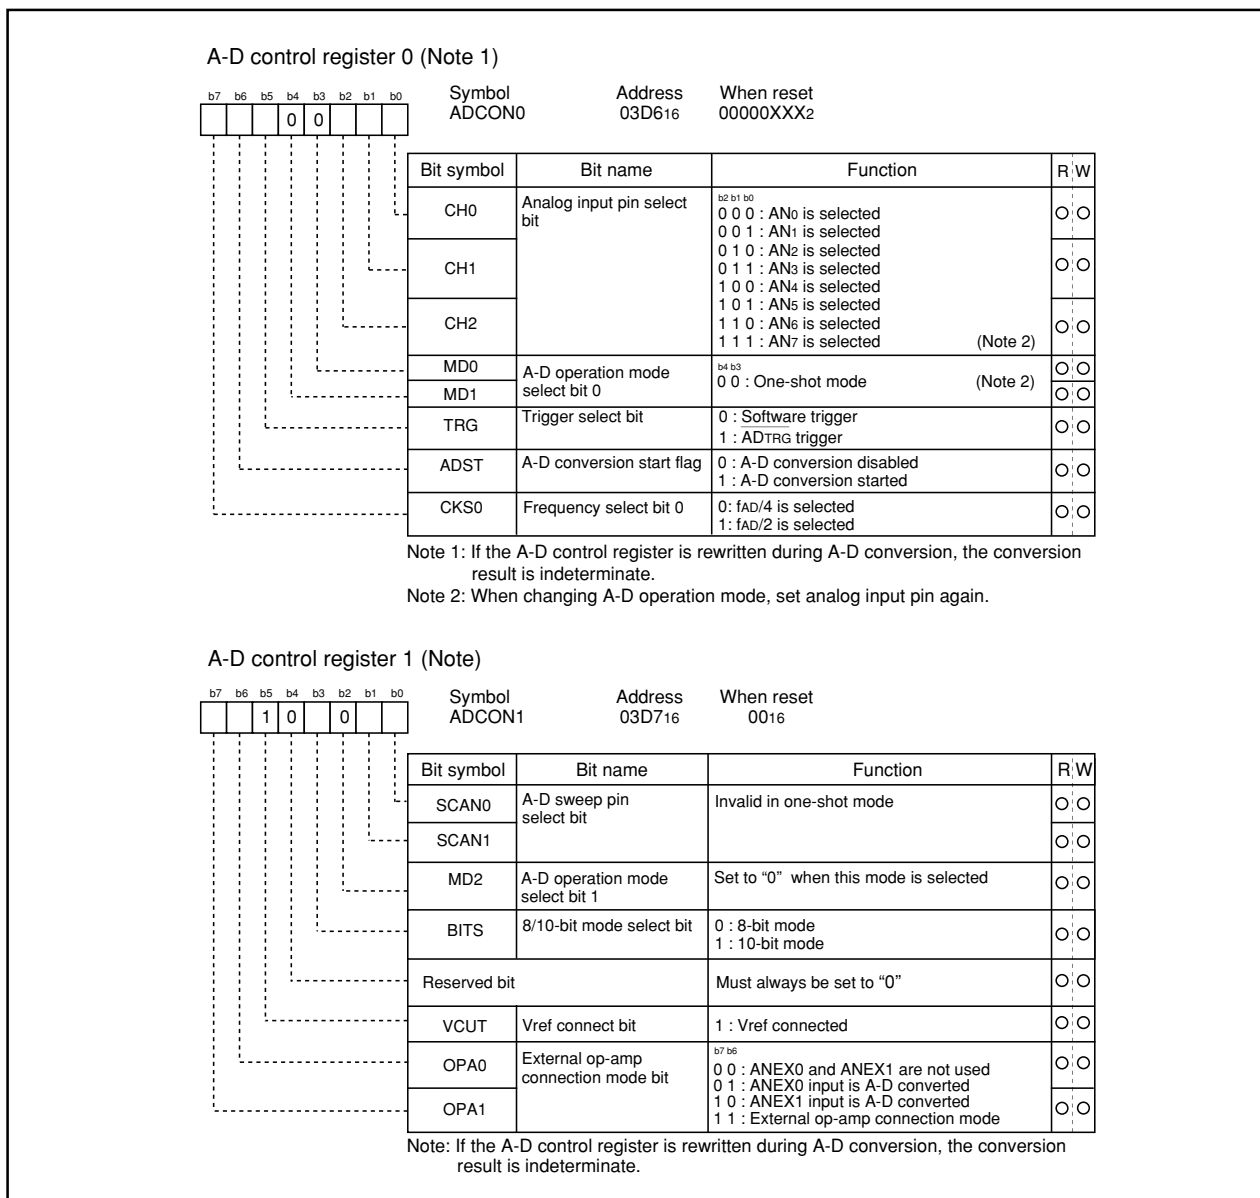 A-D control register 0 (Note 1)
b7 b6 b5 b4 b3 b2 b1 b0
0 0
Symbol Address When reset
ADCON0 03D616 00000XXX2
Bit symbol Bit name Function R W
CH0 Analog input pin select bit
b2 b1 b0
0 0 0 : AN0 is selected
0 0 1 : AN1 is selected
0 1 0 : AN2 is selected
CH1 0 1 1 : AN3 is selected
1 0 0 : AN4 is selected
1 0 1 : AN5 is selected
CH2 1 1 0 : AN6 is selected
1 1 1 : AN7 is selected (Note 2)
MD0 A-D operation mode select bit 0
b4 b3
0 0 : One-shot mode (Note 2)
MD1
TRG Trigger select bit 0 : Software trigger
1 : ADTRG trigger
ADST A-D conversion start flag 0 : A-D conversion disabled
1 : A-D conversion started
CKS0 Frequency select bit 0 0: fAD/4 is selected
1: fAD/2 is selected
Note 1: If the A-D control register is rewritten during A-D conversion, the conversion
result is indeterminate.
Note 2: When changing A-D operation mode, set analog input pin again.
A-D control register 1 (Note)
b7 b6 b5 b4 b3 b2 b1 b0
1 0 0
Symbol Address When reset
ADCON1 03D716 0016
Bit symbol Bit name Function R W
SCAN0 A-D sweep pin select bit Invalid in one-shot mode
SCAN1
MD2 A-D operation mode select bit 1 Set to “0” when this mode is selected
BITS 8/10-bit mode select bit 0 : 8-bit mode
1 : 10-bit mode
Reserved bit Must always be set to “0”
VCUT Vref connect bit 1 : Vref connected
OPA0 External op-amp connection mode bit
b7 b6
0 0 : ANEX0 and ANEX1 are not used
0 1 : ANEX0 input is A-D converted
1 0 : ANEX1 input is A-D converted
OPA1 1 1 : External op-amp connection mode
Note: If the A-D control register is rewritten during A-D conversion, the conversion
result is indeterminate.